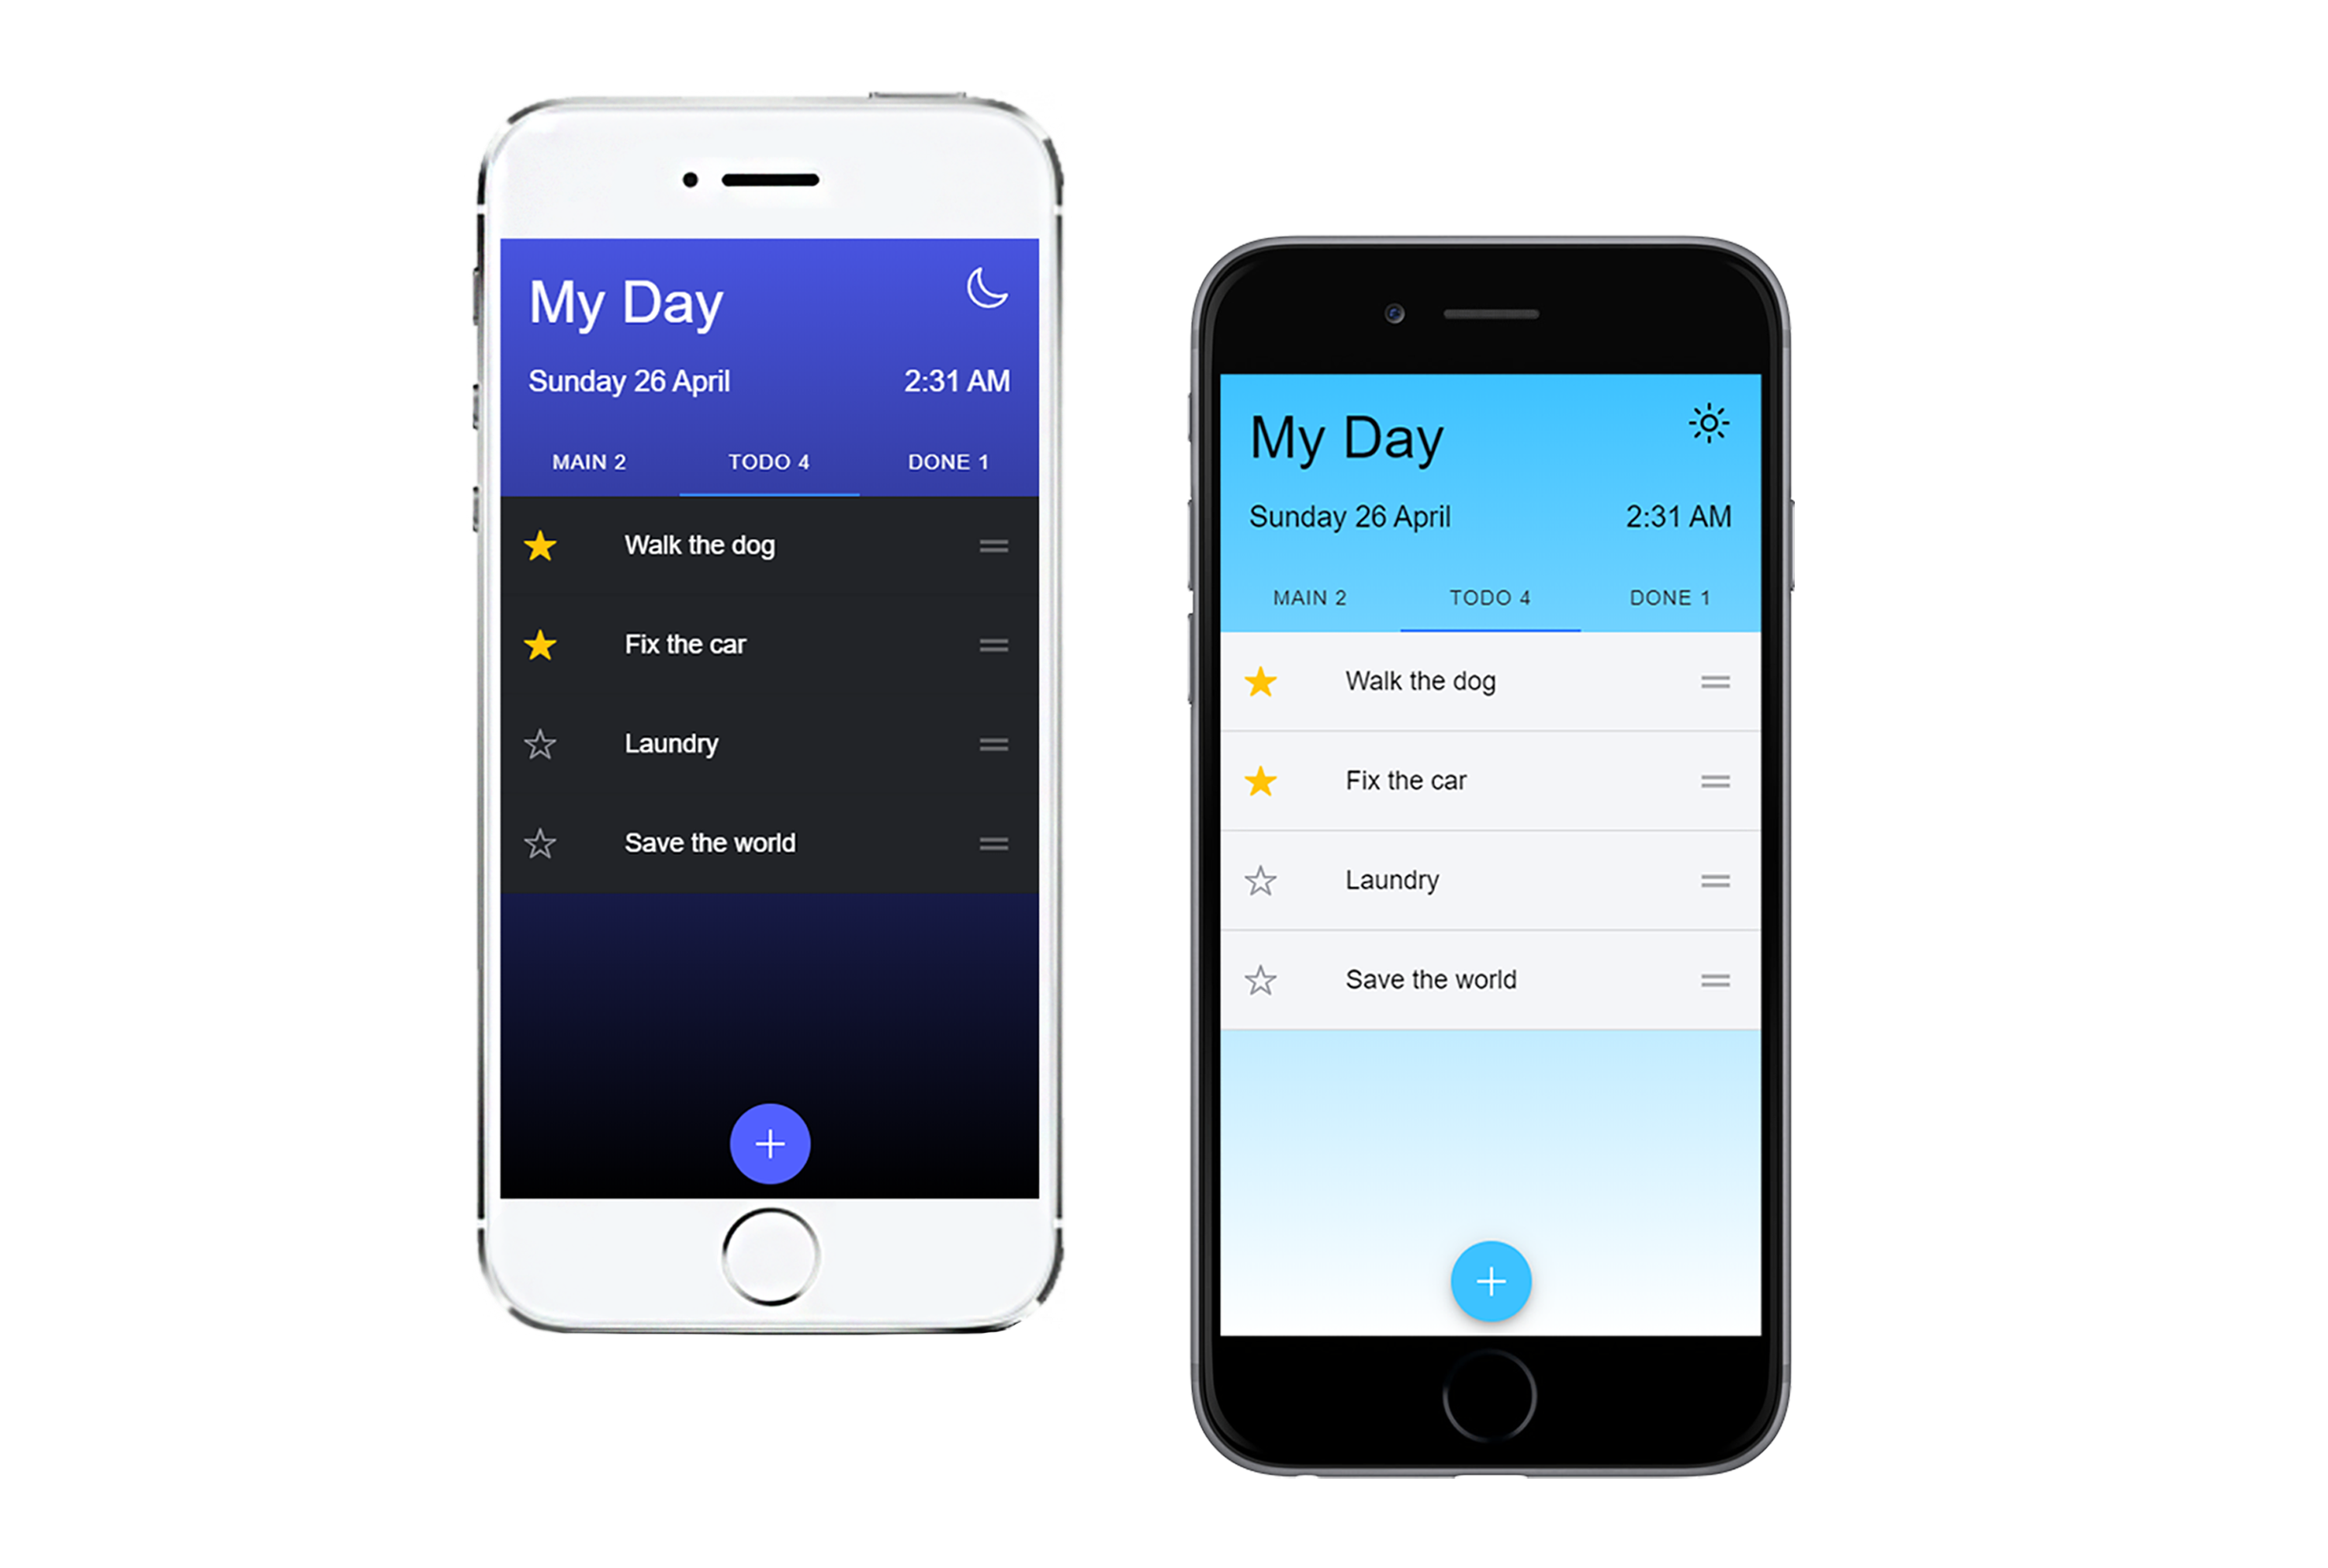 My Day
Sunday 26 April 2:31 AM
MAIN 2 TODO 4 DONE 1
Walk the dog
Fix the car
Laundry
Save the world
My Day
Sunday 26 April 2:31 AM
MAIN 2 TODO 4 DONE 1
Walk the dog
Fix the car
Laundry
Save the world